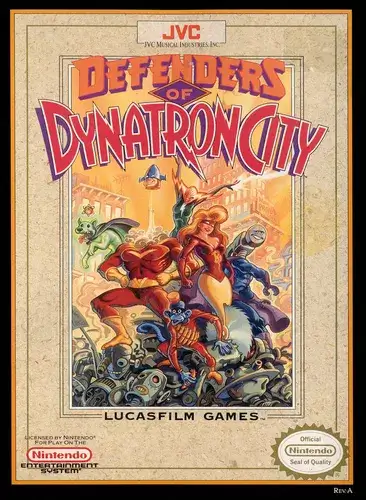 JVC
JVC MUSICAL INDUSTRIES, INC.
DEFENDERS
OF
DYNATRON CITY
LUCASFILM GAMES™
LICENSED BY NINTENDO®
FOR PLAY ON THE
Nintendo
ENTERTAINMENT
SYSTEM®
Official
Nintendo
Seal of Quality
REV-A